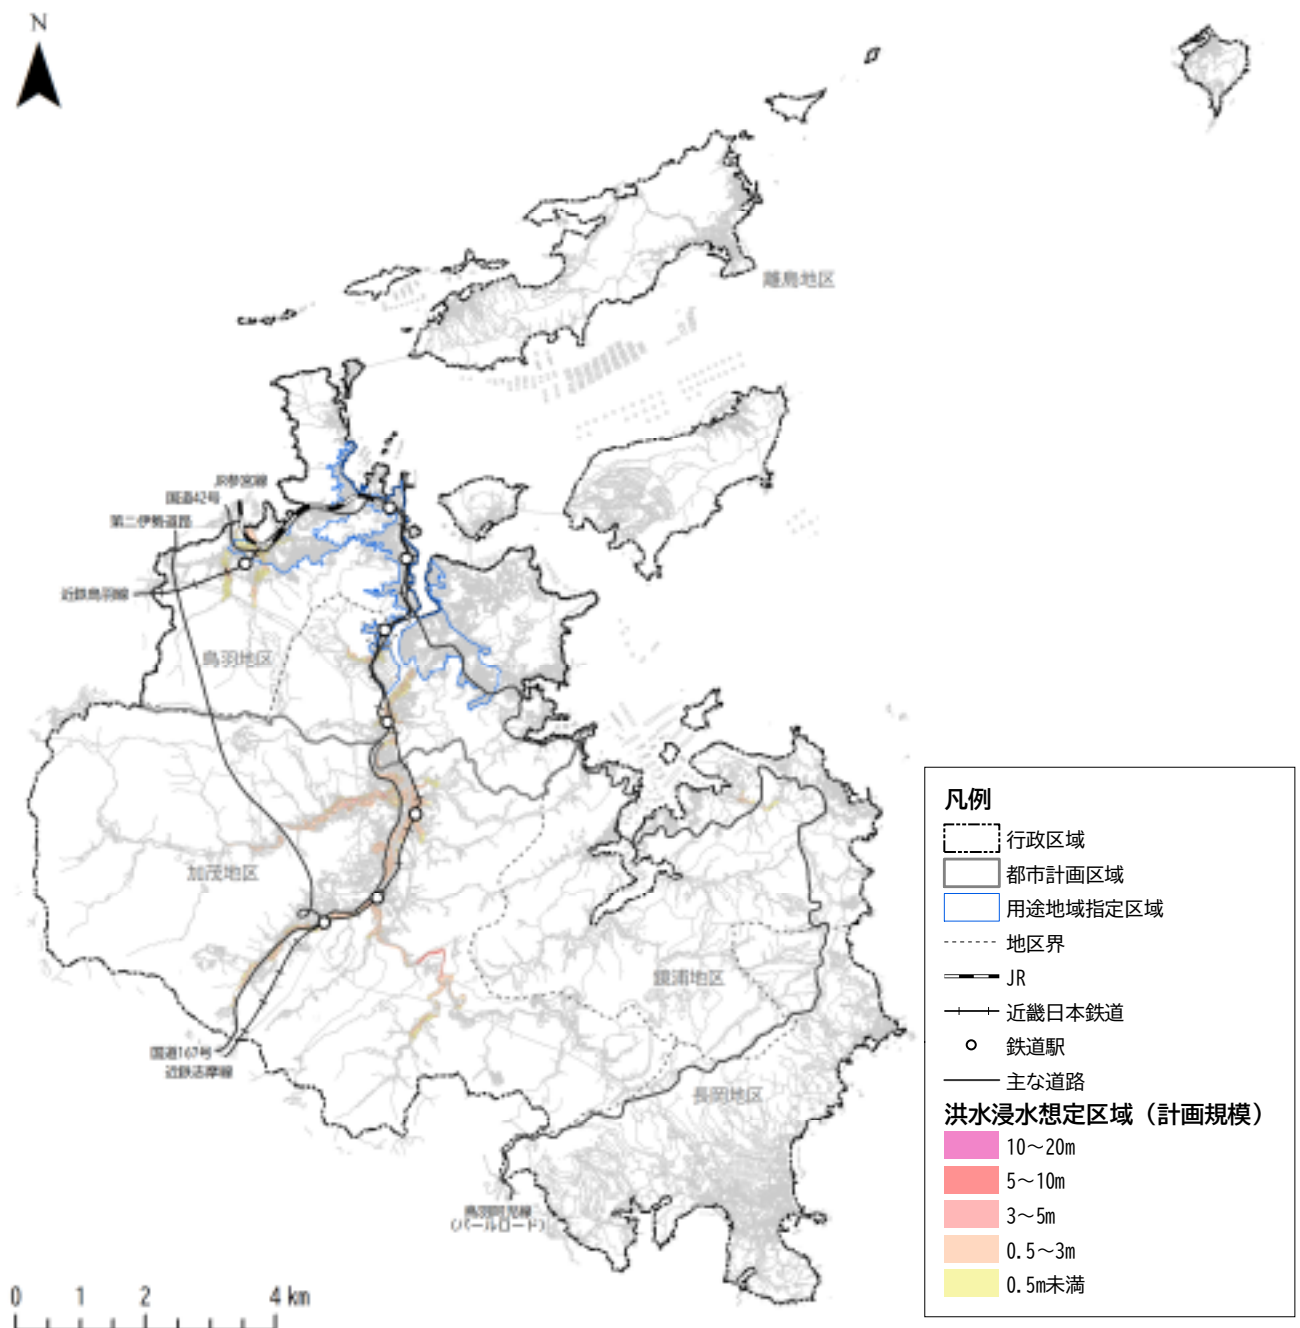 N
離島地区
JR参宮線
国道42号
第二伊勢道路
近鉄鳥羽線
鳥羽地区
加茂地区
鏡浦地区
国道167号
近鉄志摩線
長岡地区
鳥羽阿児線
(パールロード)
凡例
行政区域
都市計画区域
用途地域指定区域
地区界
JR
近畿日本鉄道
鉄道駅
主な道路
洪水浸水想定区域（計画規模）
10～20m
5～10m
3～5m
0.5～3m
0.5m未満
0 1 2 4 km